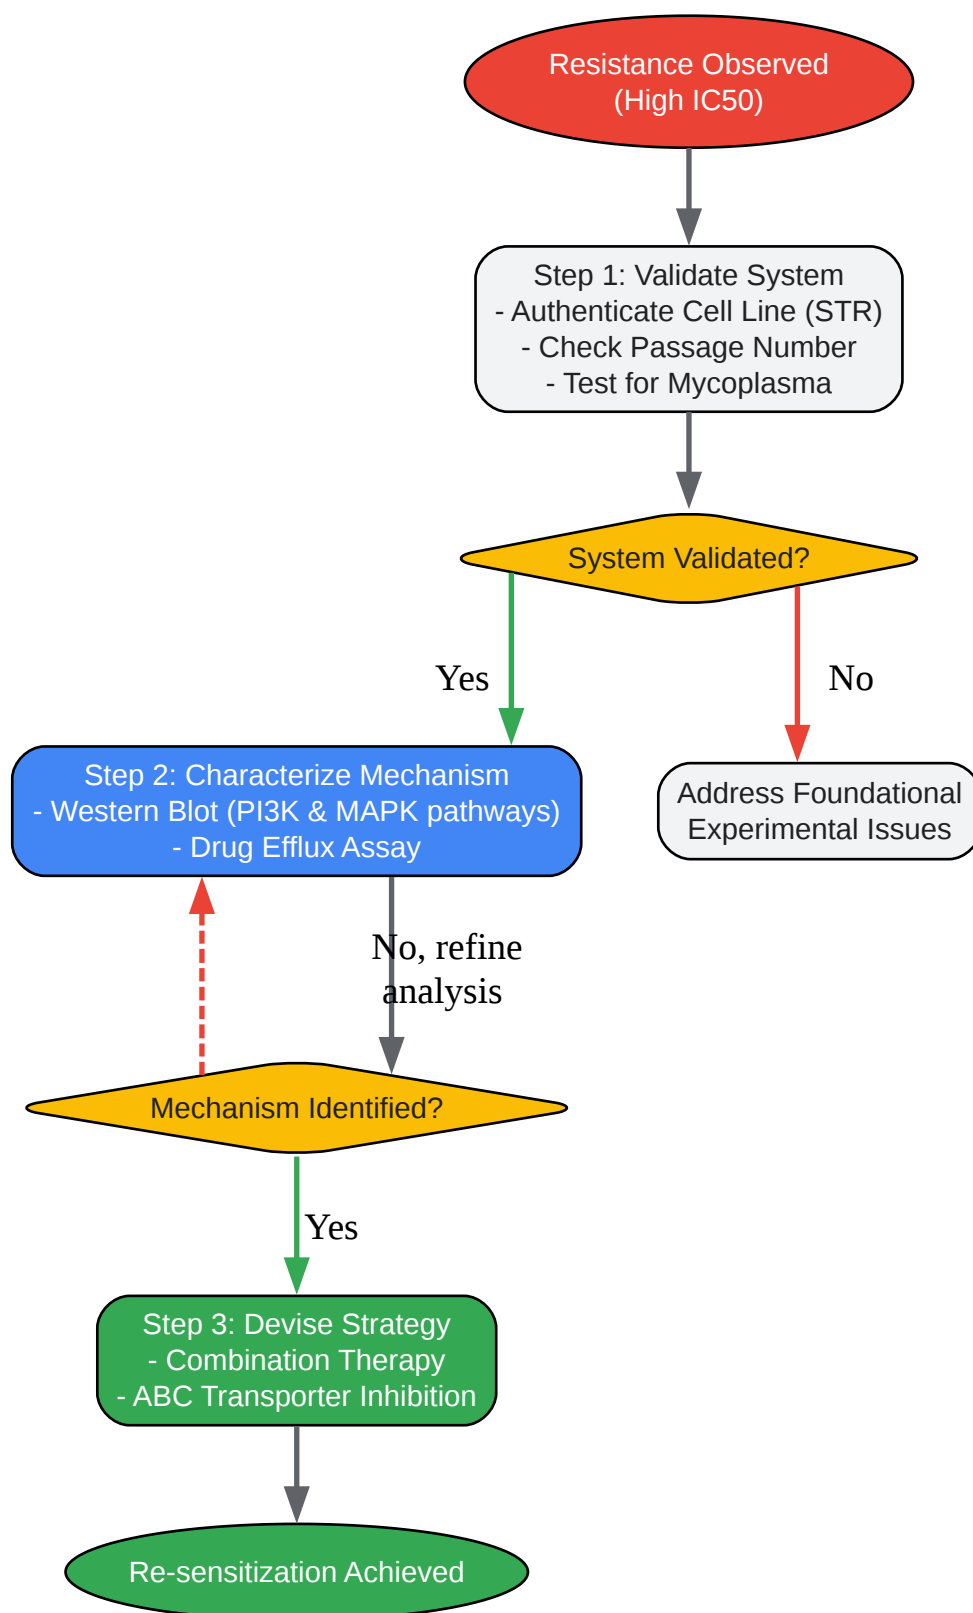 Resistance Observed
(High IC50)
Step 1: Validate System
- Authenticate Cell Line (STR)
- Check Passage Number
- Test for Mycoplasma
System Validated?
Yes
No
Step 2: Characterize Mechanism
- Western Blot (PI3K & MAPK pathways)
- Drug Efflux Assay
Address Foundational
Experimental Issues
No, refine
analysis
Mechanism Identified?
Yes
Step 3: Devise Strategy
- Combination Therapy
- ABC Transporter Inhibition
Re-sensitization Achieved